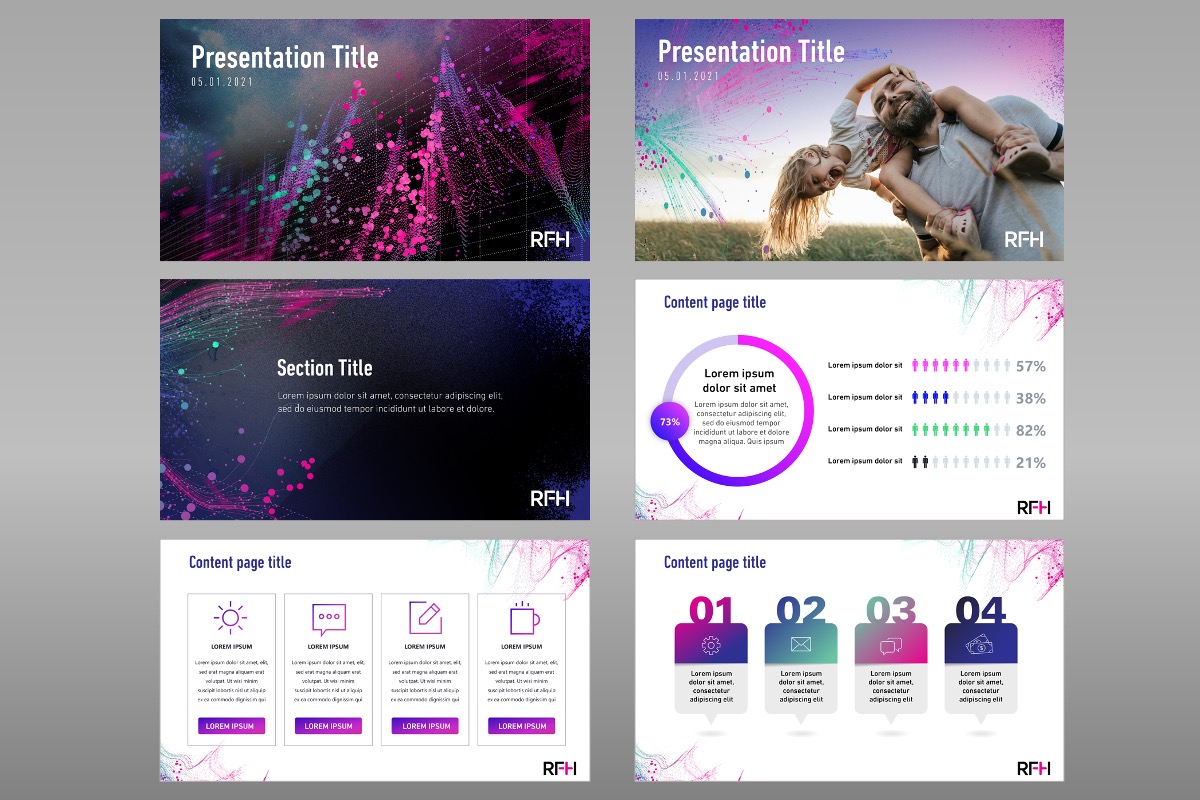 Presentation Title
05.01.2021
RFH
Presentation Title
05.01.2021
RFH
Section Title
Lorem ipsum dolor sit amet, consectetur adipiscing elit,
sed do eiusmod tempor incididunt ut labore et dolore.
RFH
Content page title
Lorem ipsum
dolor sit amet
Lorem ipsum dolor sit amet,
consectetur adipiscing elit,
sed do eiusmod tempor
incididunt ut labore et dolore
magna aliqua. Quis ipsum
73%
Lorem ipsum dolor sit
57%
Lorem ipsum dolor sit
38%
Lorem ipsum dolor sit
82%
Lorem ipsum dolor sit
21%
RFH
Content page title
LOREM IPSUM
Lorem ipsum dolor sit amet, elit,
sed erat magna aliquam erat
volutpat. Ut wisi minim
suscipit lobortis nisl ut aliquip
ex ea commodo dignissim qui
LOREM IPSUM
LOREM IPSUM
Lorem ipsum dolor sit amet, elit,
sed erat magna aliquam erat
volutpat. Ut wisi minim
suscipit lobortis nisl ut aliquip
ex ea commodo dignissim qui
LOREM IPSUM
LOREM IPSUM
Lorem ipsum dolor sit amet, elit,
sed erat magna aliquam erat
volutpat. Ut wisi minim
suscipit lobortis nisl ut aliquip
ex ea commodo dignissim qui
LOREM IPSUM
LOREM IPSUM
Lorem ipsum dolor sit amet, elit,
sed erat magna aliquam erat
volutpat. Ut wisi minim
suscipit lobortis nisl ut aliquip
ex ea commodo dignissim qui
LOREM IPSUM
RFH
Content page title
01
Lorem ipsum
dolor sit amet,
consectetur
adipiscing elit
02
Lorem ipsum
dolor sit amet,
consectetur
adipiscing elit
03
Lorem ipsum
dolor sit amet,
consectetur
adipiscing elit
04
Lorem ipsum
dolor sit amet,
consectetur
adipiscing elit
RFH